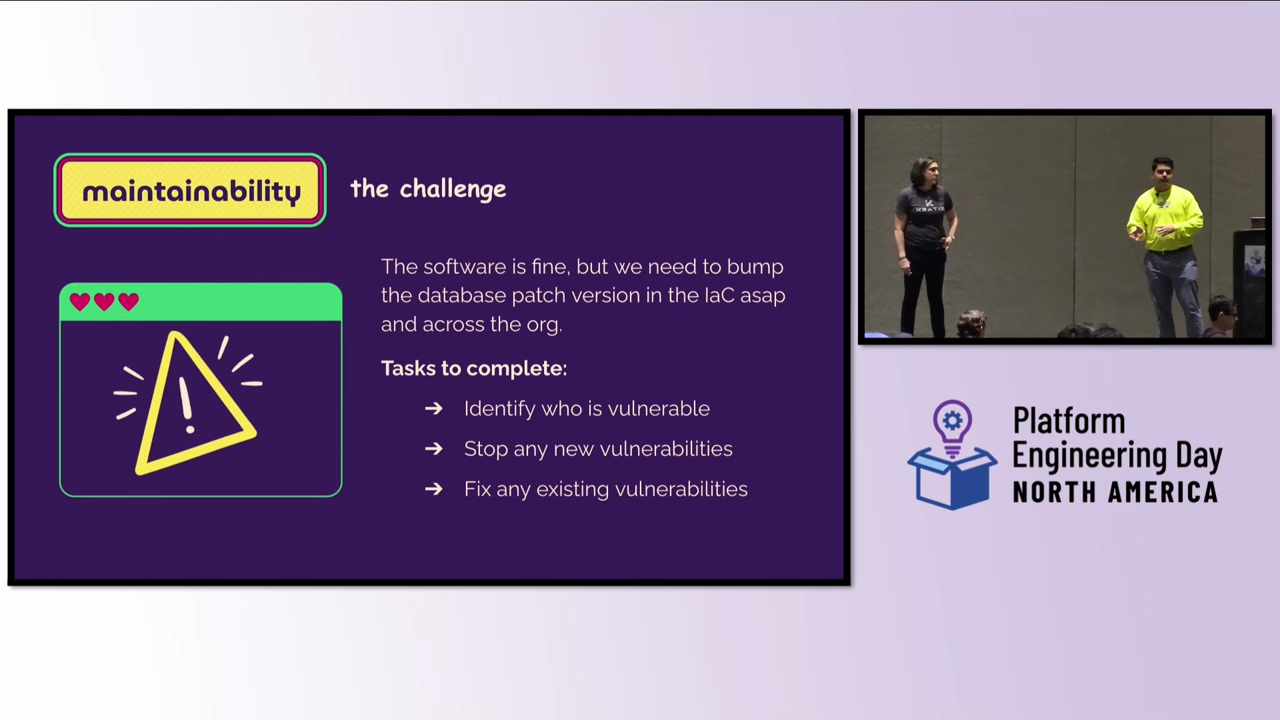 maintainability
the challenge
The software is fine, but we need to bump
the database patch version in the IaC asap
and across the org.
Tasks to complete:
➔ Identify who is vulnerable
➔ Stop any new vulnerabilities
➔ Fix any existing vulnerabilities
KRATIX
Platform
Engineering Day
NORTH AMERICA